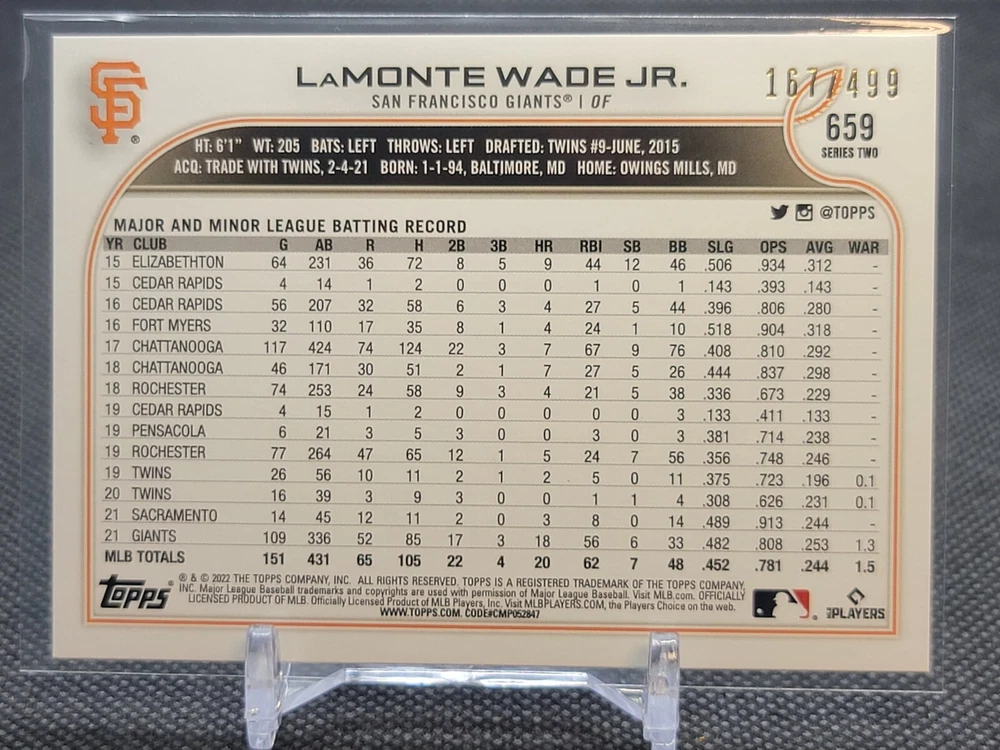 SF®
LaMONTE WADE JR.
167/499
SAN FRANCISCO GIANTS® | OF
659
SERIES TWO
HT: 6'1" WT: 205 BATS: LEFT THROWS: LEFT DRAFTED: TWINS #9-JUNE, 2015
ACQ: TRADE WITH TWINS, 2-4-21 BORN: 1-1-94, BALTIMORE, MD HOME: OWINGS MILLS, MD
@TOPPS
MAJOR AND MINOR LEAGUE BATTING RECORD
YR CLUB G AB R H 2B 3B HR RBI SB BB SLG OPS AVG WAR
15 ELIZABETHTON 64 231 36 72 8 5 9 44 12 46 .506 .934 .312 -
15 CEDAR RAPIDS 4 14 1 2 0 0 0 1 0 1 .143 .393 .143 -
16 CEDAR RAPIDS 56 207 32 58 6 3 4 27 5 44 .396 .806 .280 -
16 FORT MYERS 32 110 17 35 8 1 4 24 1 10 .518 .904 .318 -
17 CHATTANOOGA 117 424 74 124 22 3 7 67 9 76 .408 .810 .292 -
18 CHATTANOOGA 46 171 30 51 2 1 7 27 5 26 .444 .837 .298 -
18 ROCHESTER 74 253 24 58 9 3 4 21 5 38 .336 .673 .229 -
19 CEDAR RAPIDS 4 15 1 2 0 0 0 0 0 3 .133 .411 .133 -
19 PENSACOLA 6 21 3 5 3 0 0 3 0 3 .381 .714 .238 -
19 ROCHESTER 77 264 47 65 12 1 5 24 7 56 .356 .748 .246 -
19 TWINS 26 56 10 11 2 1 2 5 0 11 .375 .723 .196 0.1
20 TWINS 16 39 3 9 3 0 0 1 1 4 .308 .626 .231 0.1
21 SACRAMENTO 14 45 12 11 2 0 3 8 0 14 .489 .913 .244 -
21 GIANTS 109 336 52 85 17 3 18 56 6 33 .482 .808 .253 1.3
MLB TOTALS 151 431 65 105 22 4 20 62 7 48 .452 .781 .244 1.5
Topps®
® & © 2022 THE TOPPS COMPANY, INC. ALL RIGHTS RESERVED. TOPPS IS A REGISTERED TRADEMARK OF THE TOPPS COMPANY,
INC. Major League Baseball trademarks and copyrights are used with permission of Major League Baseball. Visit MLB.com. OFFICIALLY
LICENSED PRODUCT OF MLB. Officially Licensed Product of MLB Players, Inc. Visit MLBPLAYERS.COM, the Players Choice on the web.
WWW.TOPPS.COM. CODE#CMP052847
MLB PLAYERS